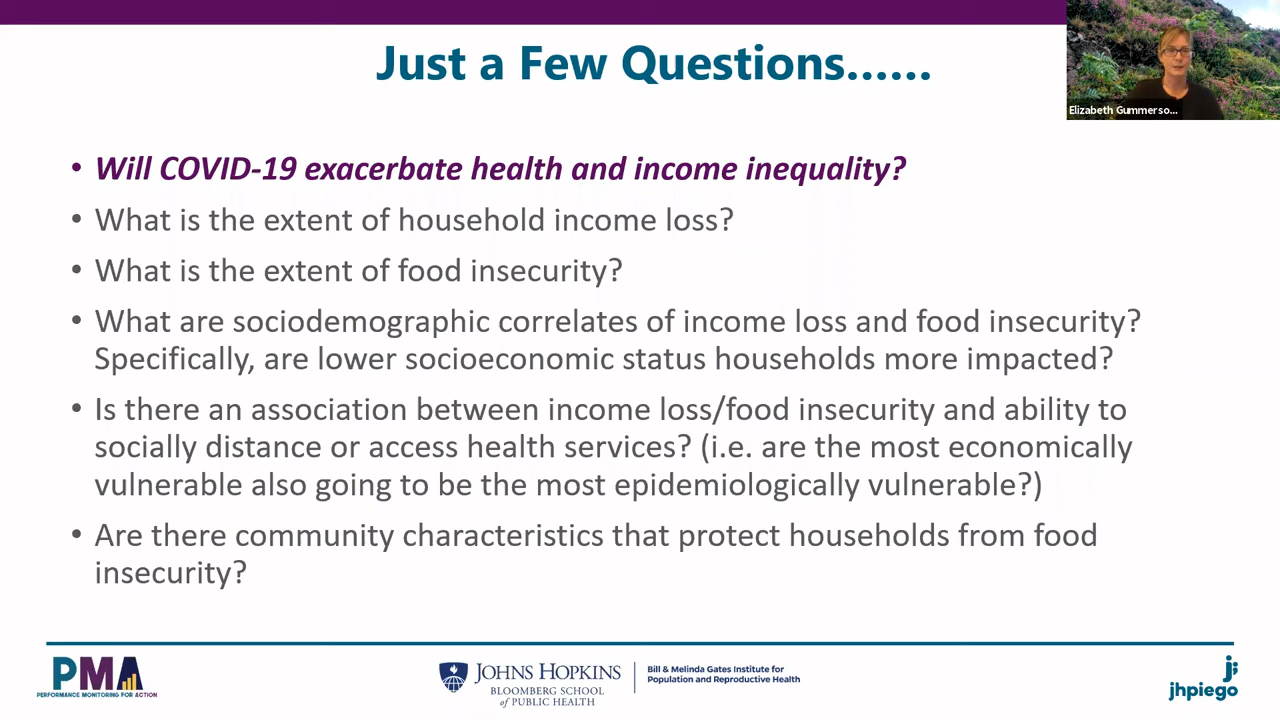 Just a Few Questions......
Elizabeth Gummerso...
• Will COVID-19 exacerbate health and income inequality?
• What is the extent of household income loss?
• What is the extent of food insecurity?
• What are sociodemographic correlates of income loss and food insecurity?
Specifically, are lower socioeconomic status households more impacted?
• Is there an association between income loss/food insecurity and ability to
socially distance or access health services? (i.e. are the most economically
vulnerable also going to be the most epidemiologically vulnerable?)
• Are there community characteristics that protect households from food
insecurity?
PMA
PERFORMANCE MONITORING FOR ACTION
JOHNS HOPKINS
BLOOMBERG SCHOOL
of PUBLIC HEALTH
Bill & Melinda Gates Institute for
Population and Reproductive Health
j:
jhpiego